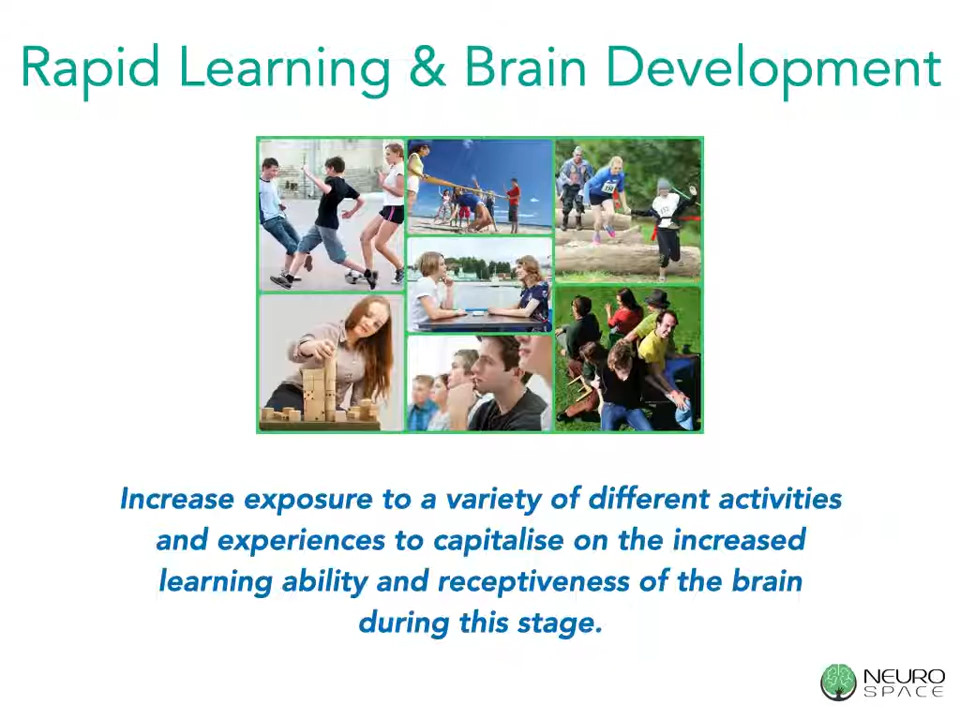 Rapid Learning & Brain Development
Increase exposure to a variety of different activities
and experiences to capitalise on the increased
learning ability and receptiveness of the brain
during this stage.
NEURO
SPACE